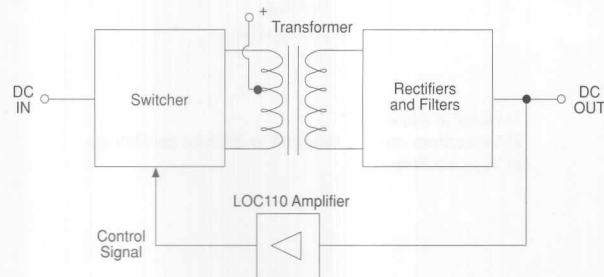 +
Transformer
DC
IN
Switcher
Rectifiers
and Filters
DC
OUT
LOC110 Amplifier
Control
Signal